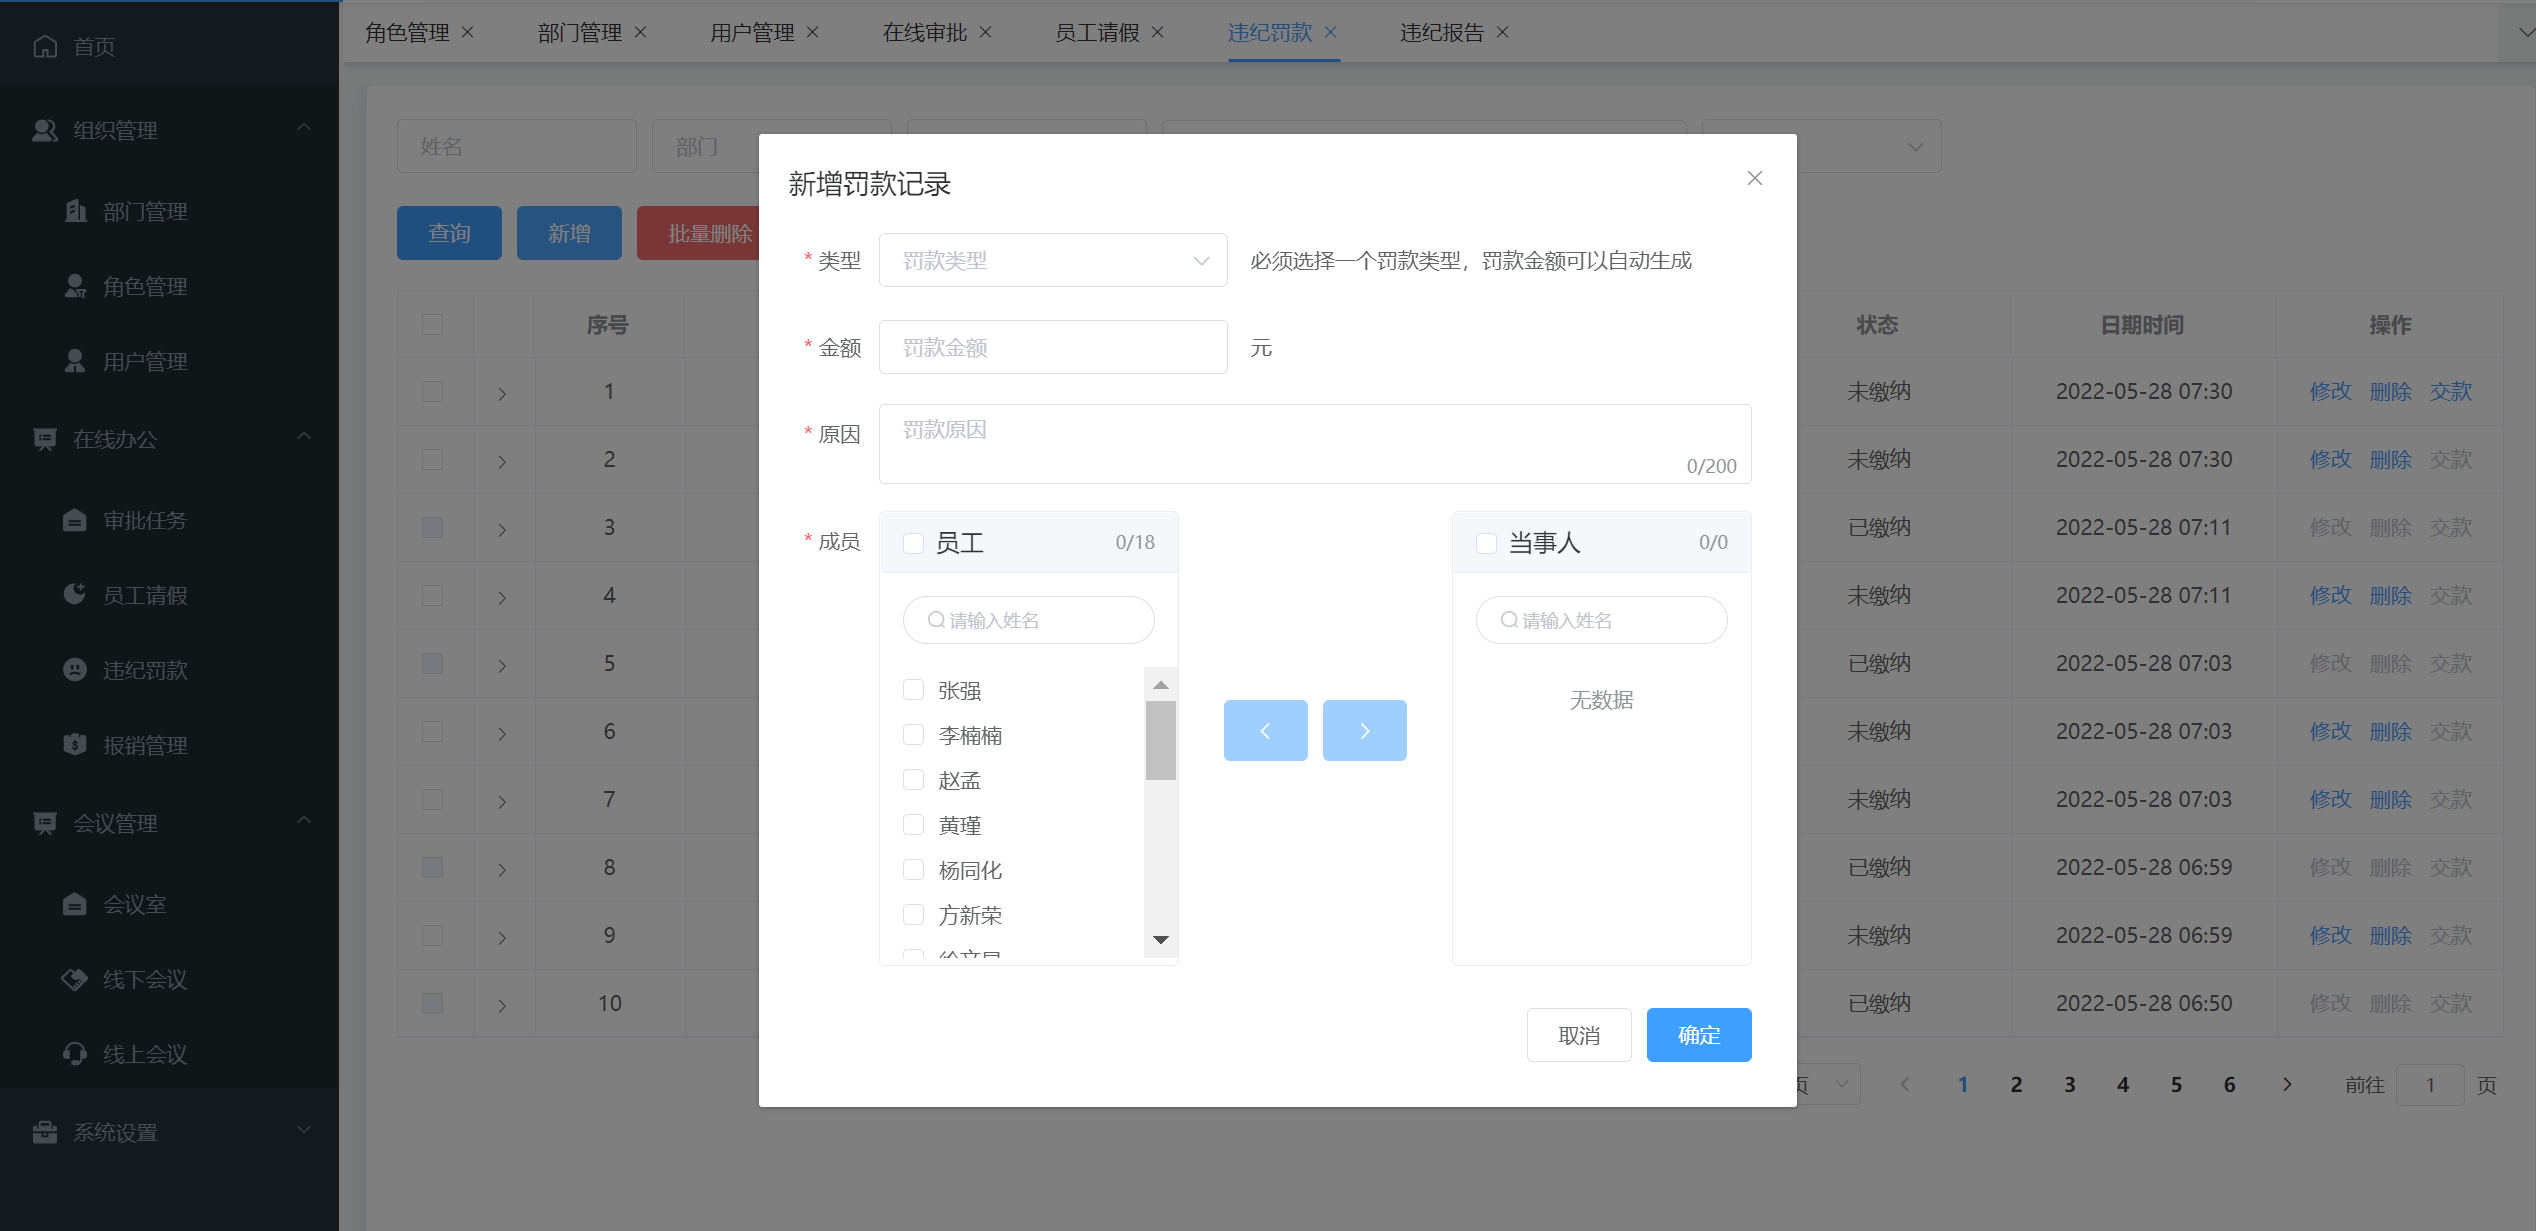 首页
组织管理
部门管理
角色管理
用户管理
在线办公
审批任务
员工请假
违纪罚款
报销管理
会议管理
会议室
线下会议
线上会议
系统设置
角色管理 部门管理 用户管理 在线审批 员工请假 违纪罚款 违纪报告
姓名 部门
查询 新增 批量删除
序号 状态 日期时间 操作
1 未缴纳 2022-05-28 07:30 修改 删除 交款
2 未缴纳 2022-05-28 07:30 修改 删除 交款
3 已缴纳 2022-05-28 07:11 修改 删除 交款
4 未缴纳 2022-05-28 07:11 修改 删除 交款
5 已缴纳 2022-05-28 07:03 修改 删除 交款
6 未缴纳 2022-05-28 07:03 修改 删除 交款
7 未缴纳 2022-05-28 07:03 修改 删除 交款
8 已缴纳 2022-05-28 06:59 修改 删除 交款
9 未缴纳 2022-05-28 06:59 修改 删除 交款
10 已缴纳 2022-05-28 06:50 修改 删除 交款
页 1 2 3 4 5 6 前往 1 页
新增罚款记录
* 类型 罚款类型 必须选择一个罚款类型，罚款金额可以自动生成
* 金额 罚款金额 元
* 原因 罚款原因
0/200
* 成员 员工 0/18 当事人 0/0
请输入姓名 请输入姓名
张强
李楠楠
赵孟
黄瑾
杨同化
方新荣
无数据
取消 确定